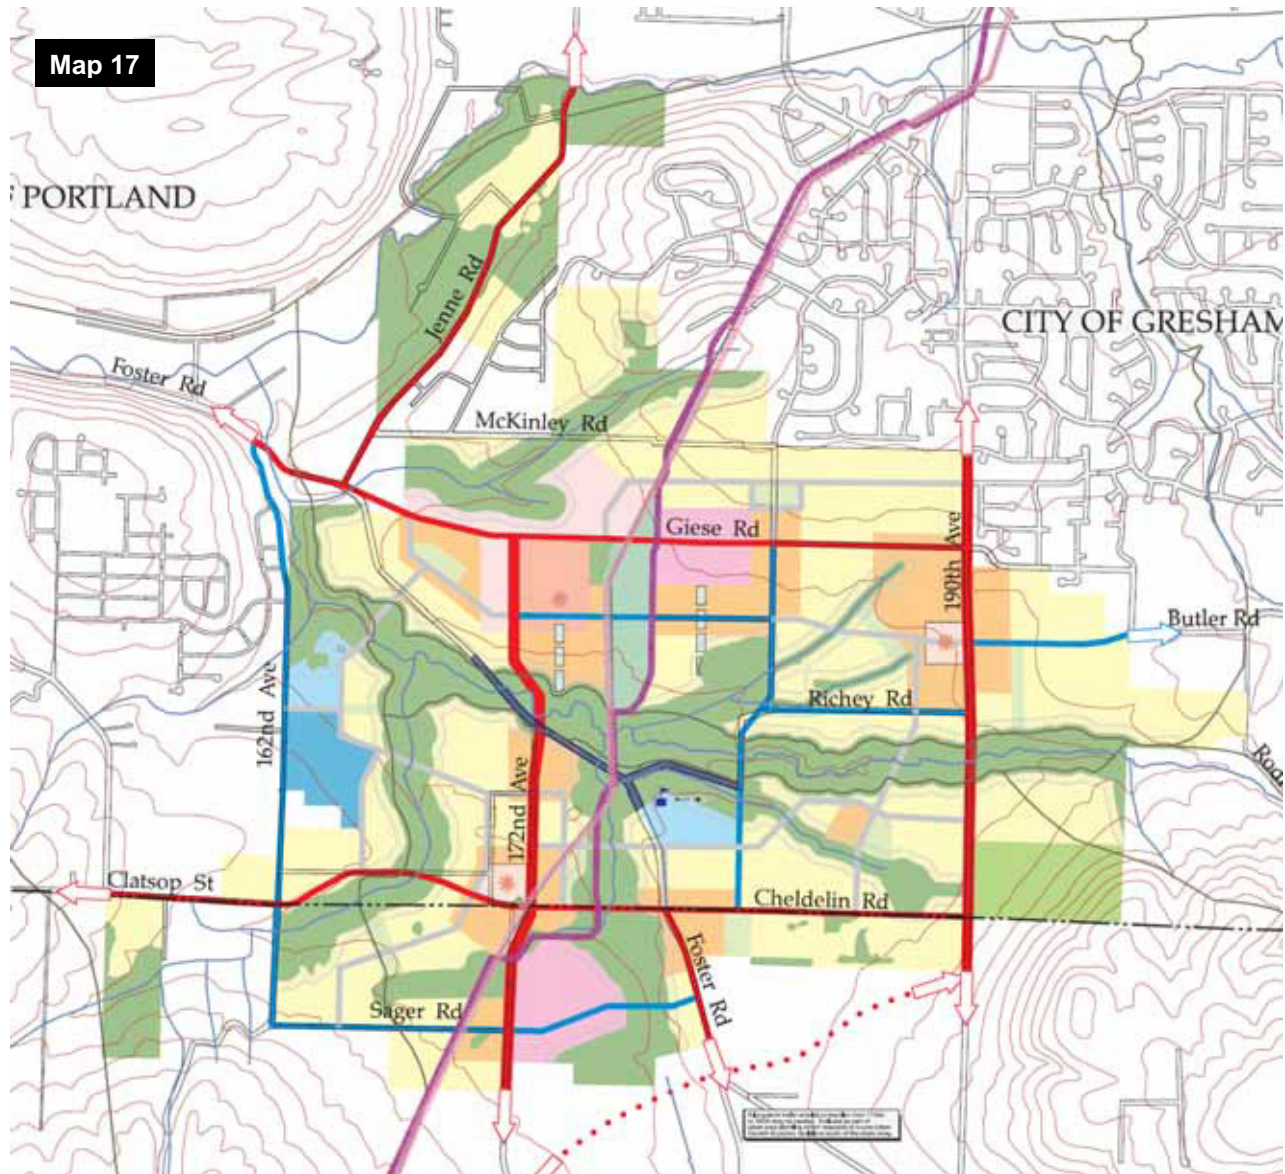 Map 17
PORTLAND
CITY OF GRESHAM
Jenne Rd
Foster Rd
McKinley Rd
Giese Rd
190th Ave
Butler Rd
Richey Rd
162nd Ave
172nd Ave
Clatsop St
Cheldelin Rd
Foster Rd
Sager Rd